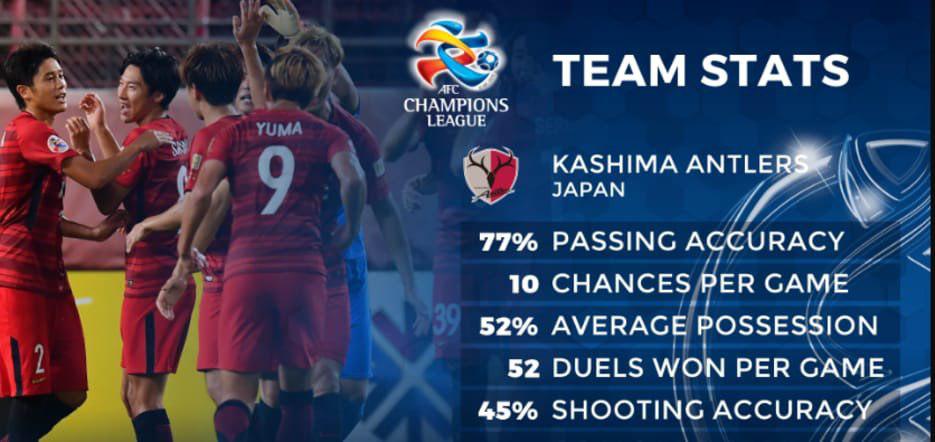 AFC
CHAMPIONS
LEAGUE
TEAM STATS
KASHIMA ANTLERS
JAPAN
77% PASSING ACCURACY
10 CHANCES PER GAME
52% AVERAGE POSSESSION
52 DUELS WON PER GAME
45% SHOOTING ACCURACY
YUMA
9
2
39